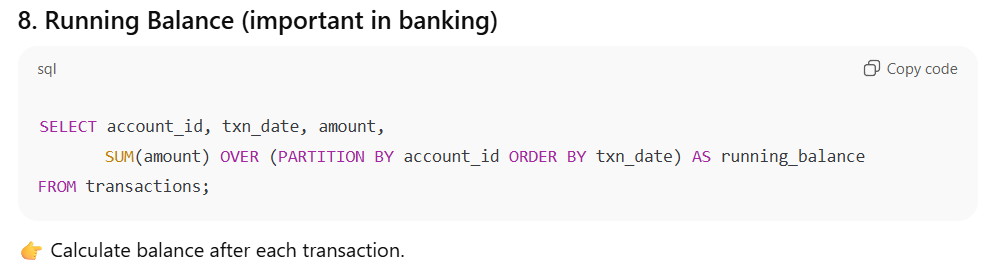 8. Running Balance (important in banking)
sql
Copy code
SELECT account_id, txn_date, amount,
SUM(amount) OVER (PARTITION BY account_id ORDER BY txn_date) AS running_balance
FROM transactions;
👉 Calculate balance after each transaction.